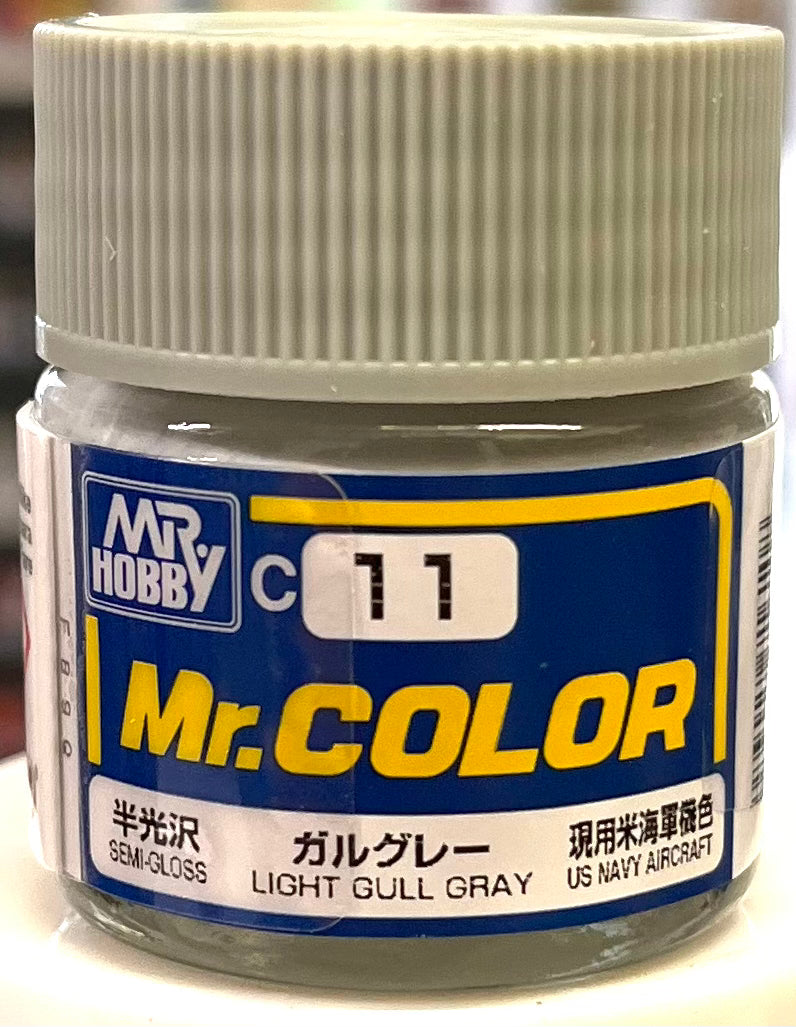 MR. HOBBY
C 11
Mr.COLOR
半光沢
SEMI-GLOSS
ガルグレー
LIGHT GULL GRAY
現用米海軍機色
US NAVY AIRCRAFT